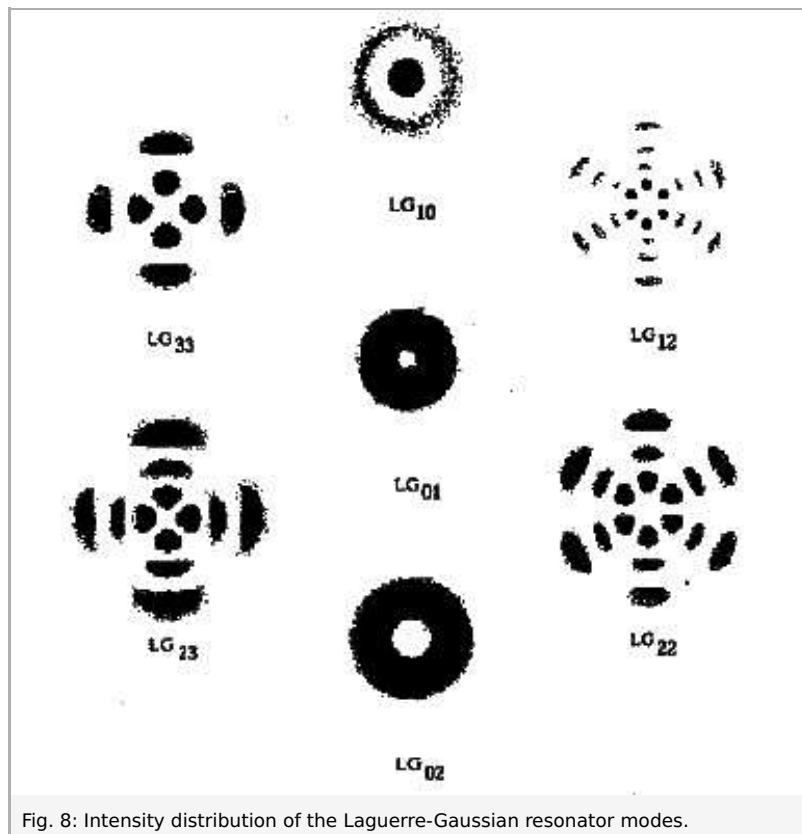 LG10
LG33
LG12
LG01
LG23
LG22
LG02
Fig. 8: Intensity distribution of the Laguerre-Gaussian resonator modes.